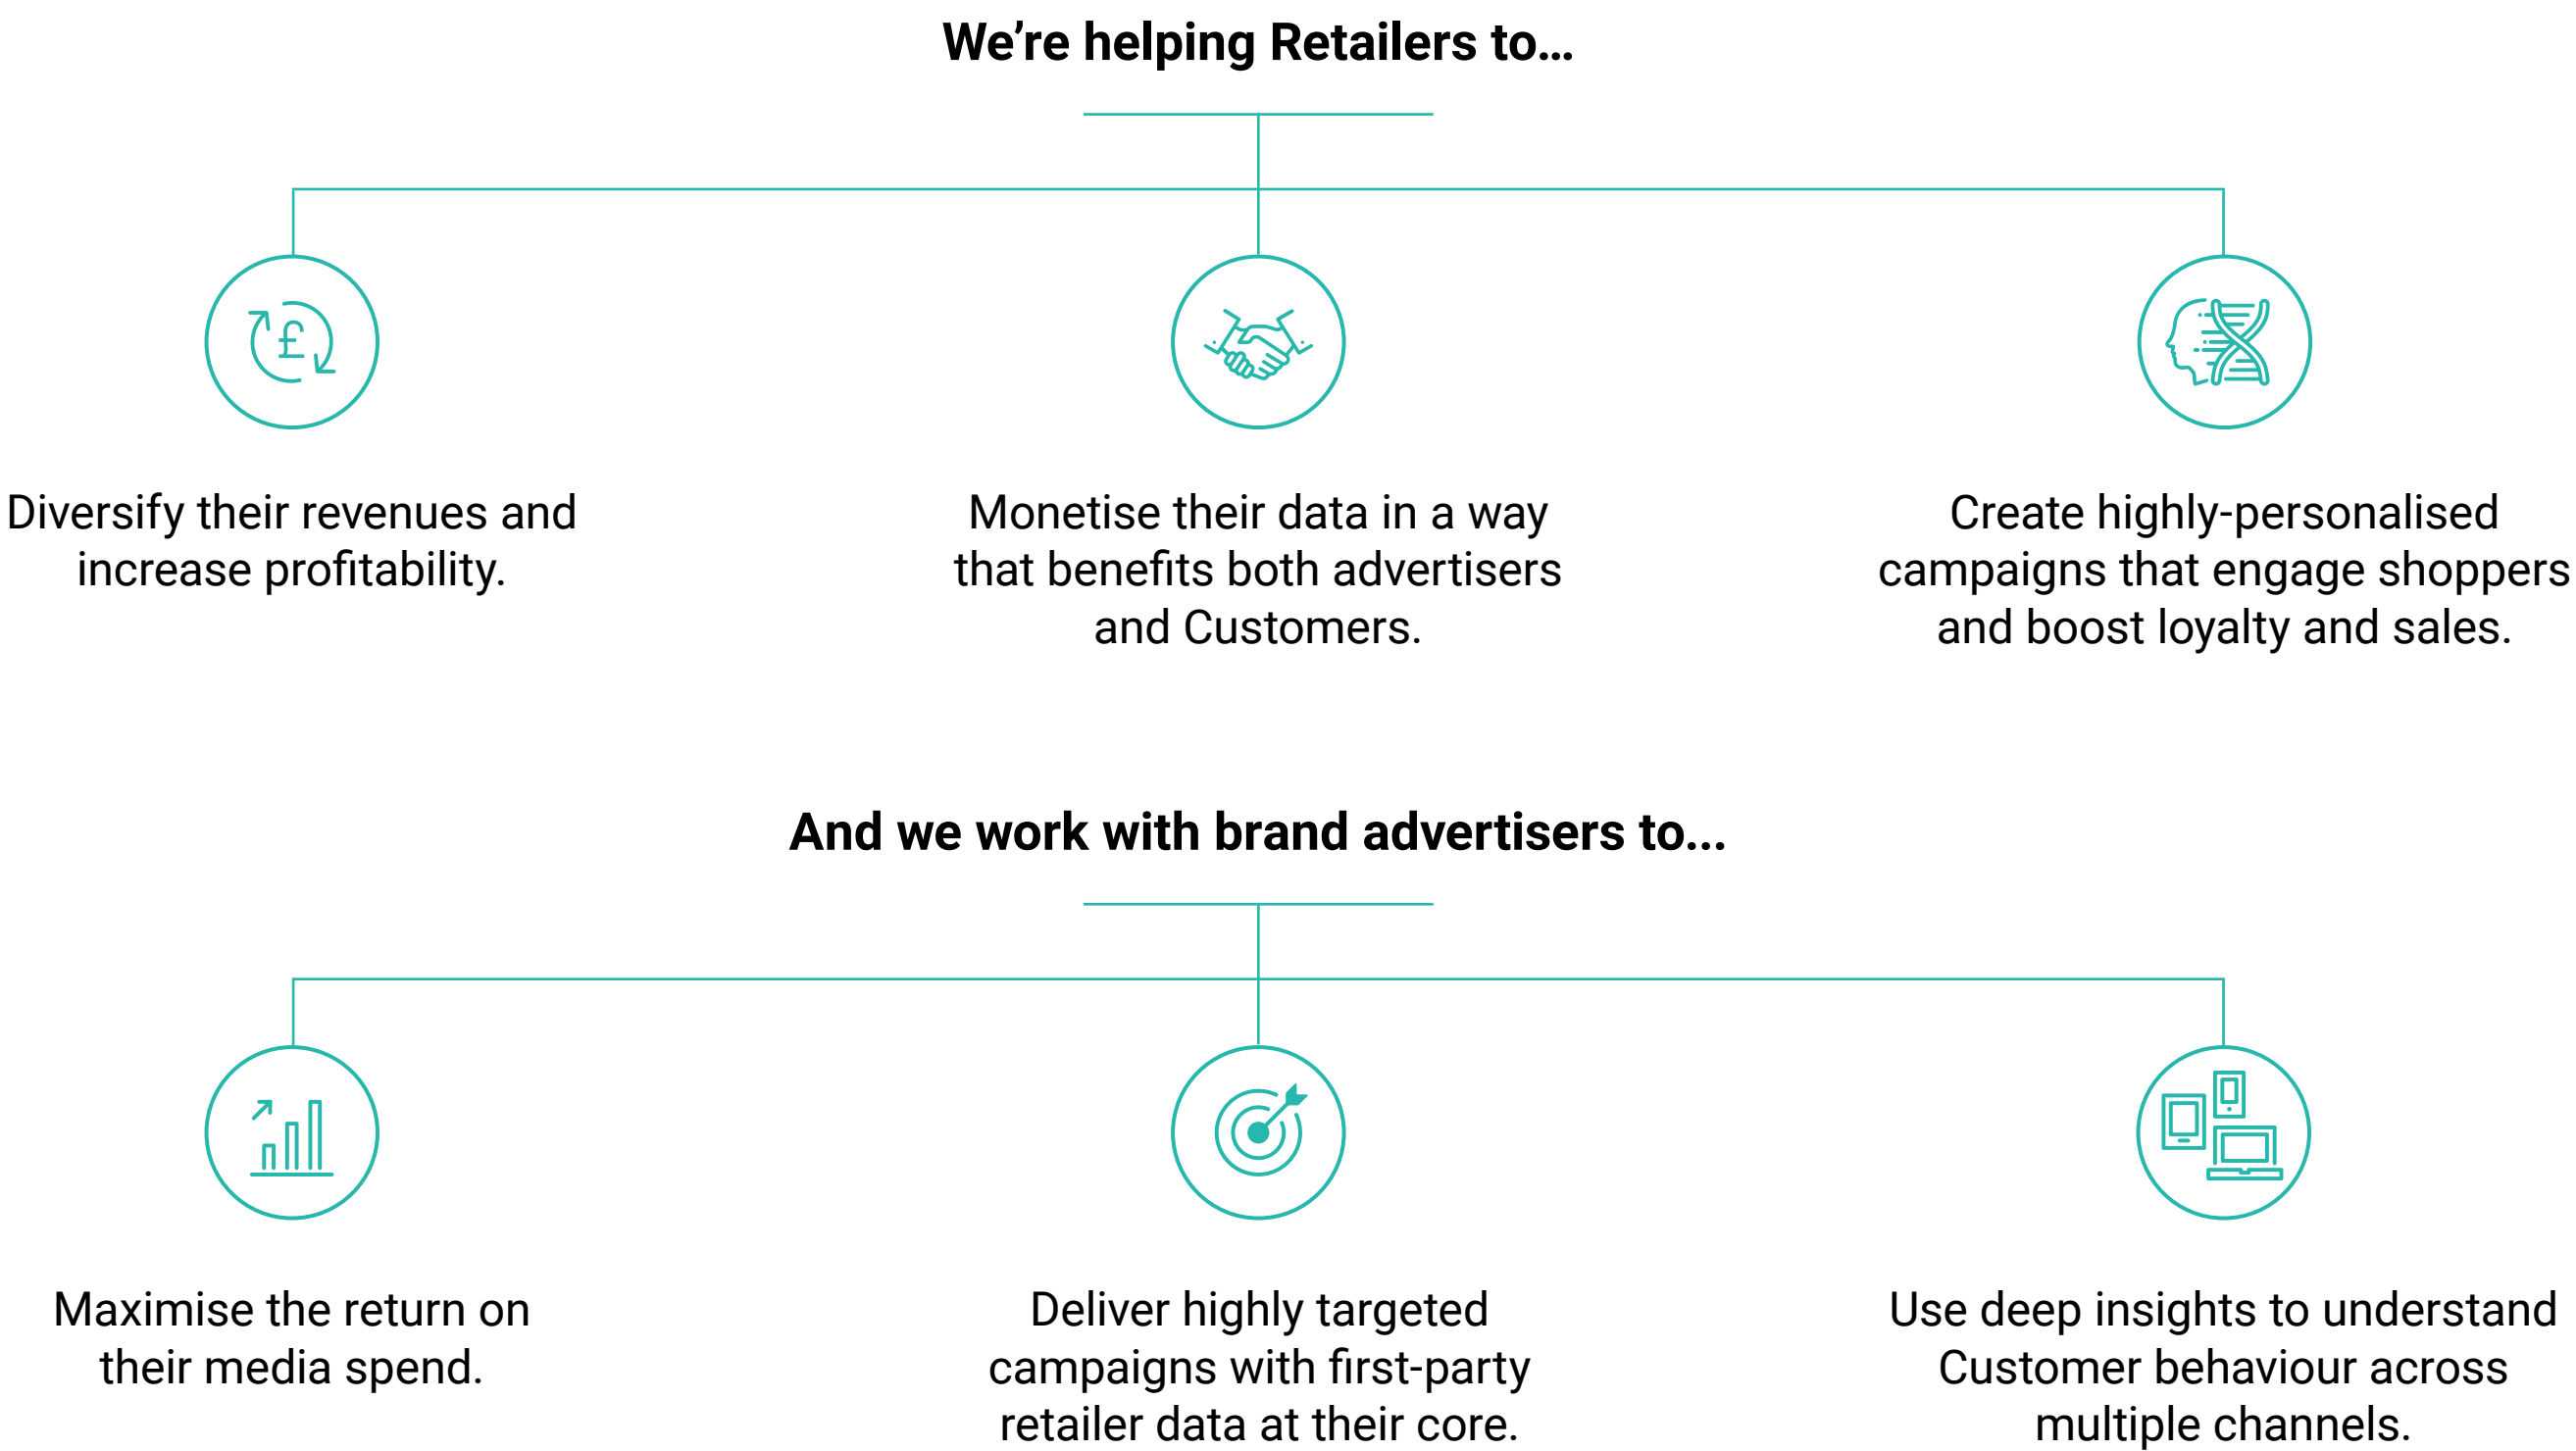 We’re helping Retailers to…
£
Diversify their revenues and
increase profitability.
Monetise their data in a way
that benefits both advertisers
and Customers.
Create highly-personalised
campaigns that engage shoppers
and boost loyalty and sales.
And we work with brand advertisers to...
Maximise the return on
their media spend.
Deliver highly targeted
campaigns with first-party
retailer data at their core.
Use deep insights to understand
Customer behaviour across
multiple channels.